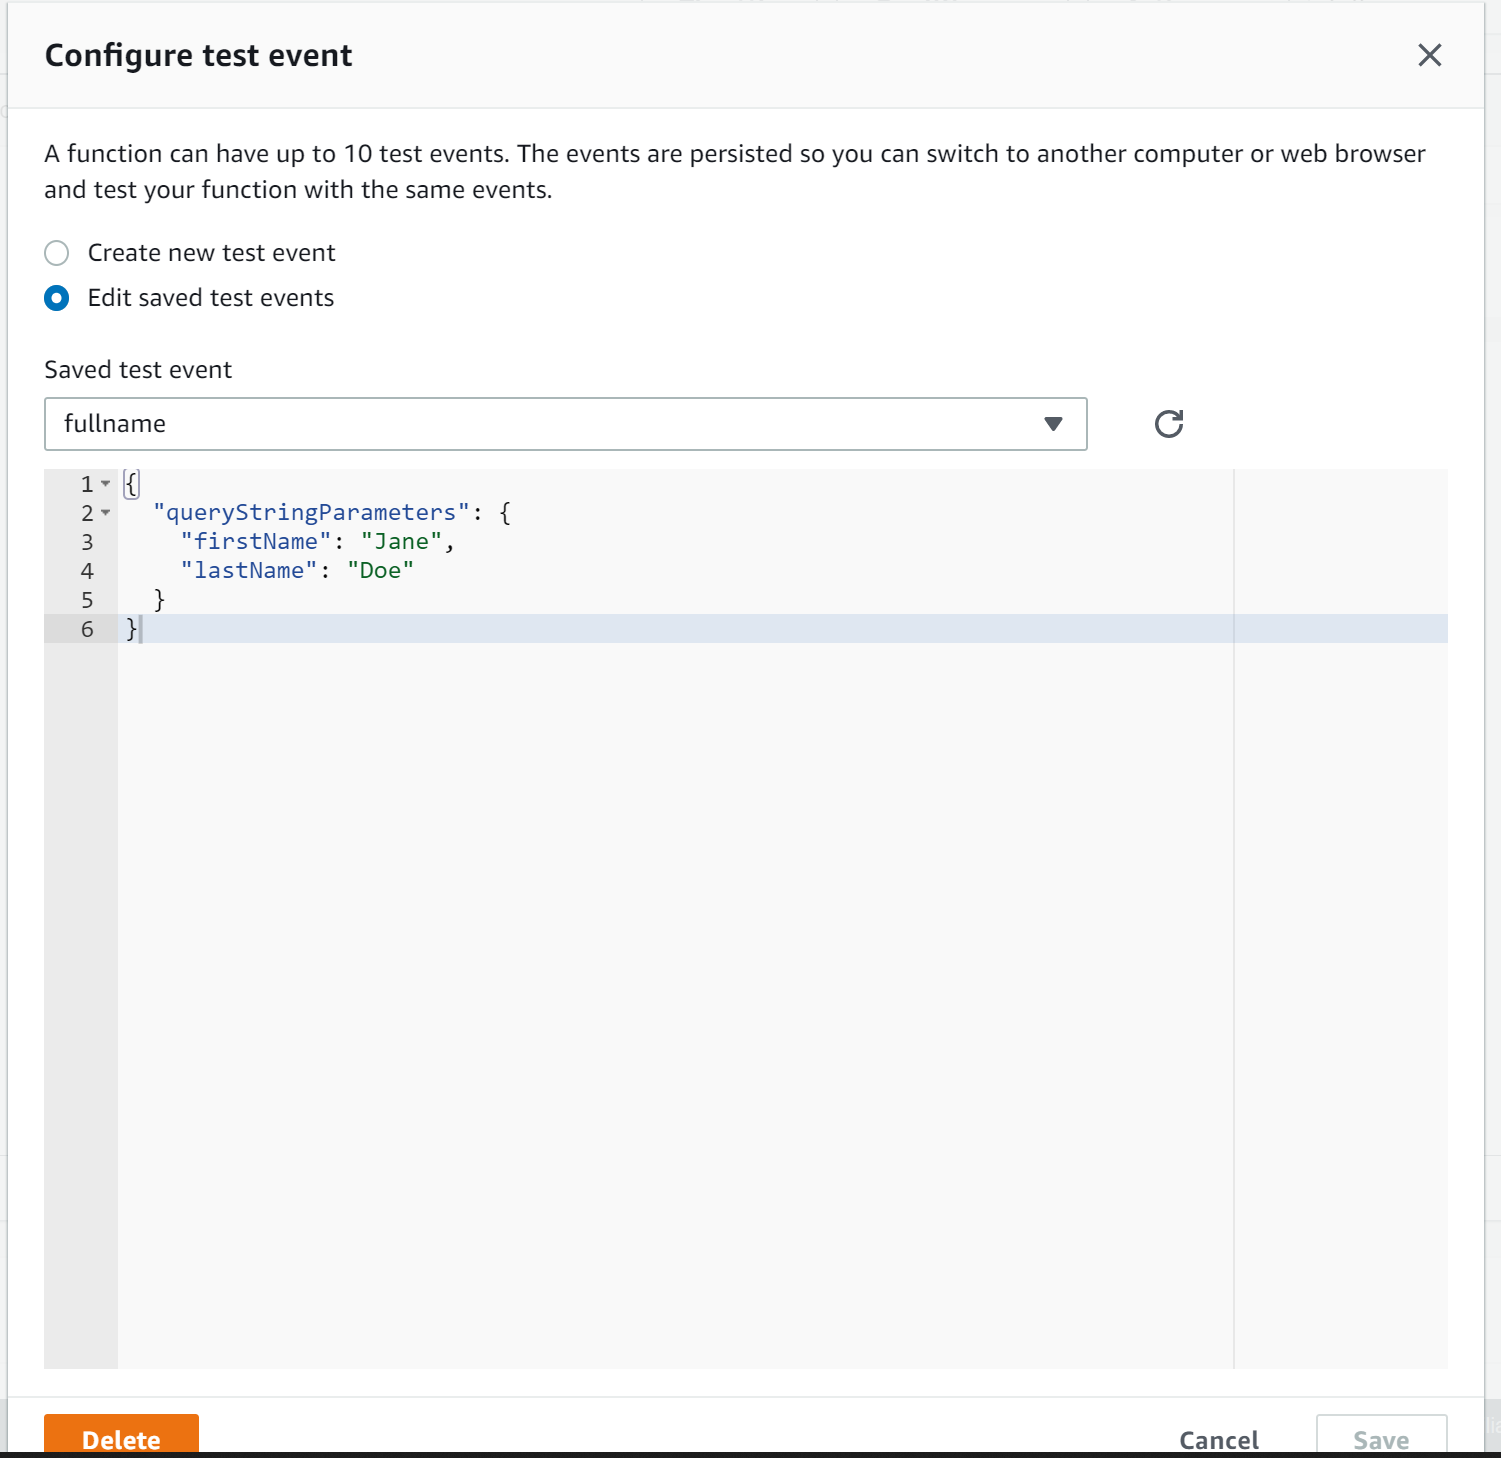 Configure test event
A function can have up to 10 test events. The events are persisted so you can switch to another computer or web browser
and test your function with the same events.
Create new test event
Edit saved test events
Saved test event
fullname
1 {
2 "queryStringParameters": {
3 "firstName": "Jane",
4 "lastName": "Doe"
5 }
6 }
Delete
Cancel
Save